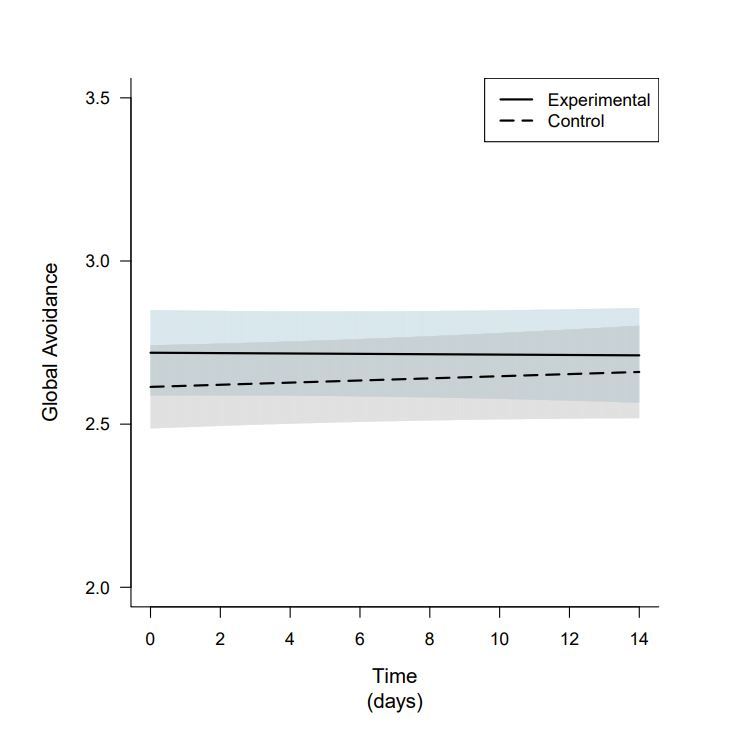 3.5
3.0
2.5
2.0
Global Avoidance
Experimental
Control
0 2 4 6 8 10 12 14
Time
(days)